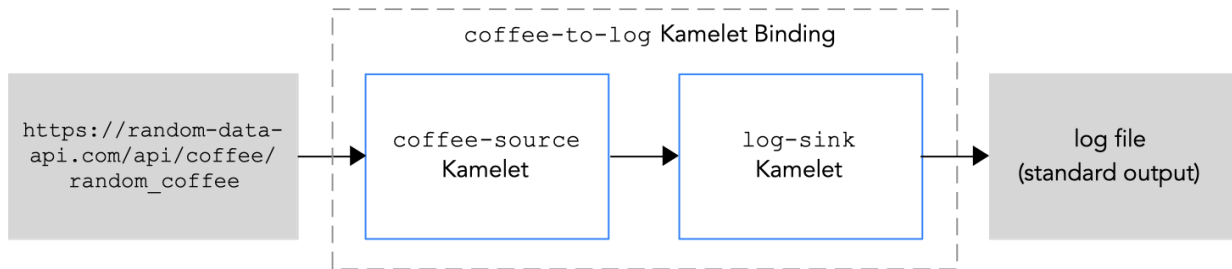 coffee-to-log Kamelet Binding
https://random-data-
api.com/api/coffee/
random_coffee
coffee-source
Kamelet
log-sink
Kamelet
log file
(standard output)